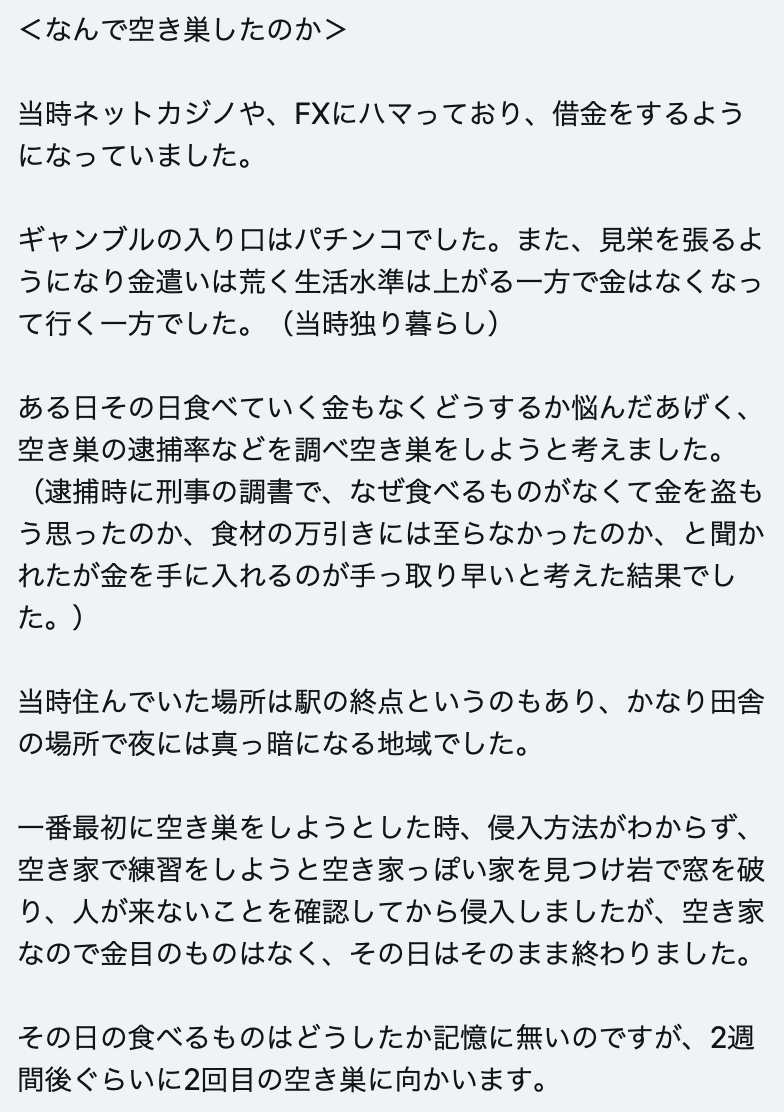 ＜なんで空き巣したのか＞
当時ネットカジノや、FXにハマっており、借金をするよう
になっていました。
ギャンブルの入り口はパチンコでした。また、見栄を張るよ
うになり金遣いは荒く生活水準は上がる一方で金はなくなっ
て行く一方でした。（当時独り暮らし）
ある日その日食べていく金もなくどうするか悩んだあげく、
空き巣の逮捕率などを調べ空き巣をしようと考えました。
（逮捕時に刑事の調書で、なぜ食べるものがなくて金を盗も
う思ったのか、食材の万引きには至らなかったのか、と聞か
れたが金を手に入れるのが手っ取り早いと考えた結果でし
た。）
当時住んでいた場所は駅の終点というのもあり、かなり田舎
の場所で夜には真っ暗になる地域でした。
一番最初に空き巣をしようとした時、侵入方法がわからず、
空き家で練習をしようと空き家っぽい家を見つけ岩で窓を破
り、人が来ないことを確認してから侵入しましたが、空き家
なので金目のものはなく、その日はそのまま終わりました。
その日の食べるものはどうしたか記憶に無いのですが、2週
間後ぐらいに2回目の空き巣に向かいます。